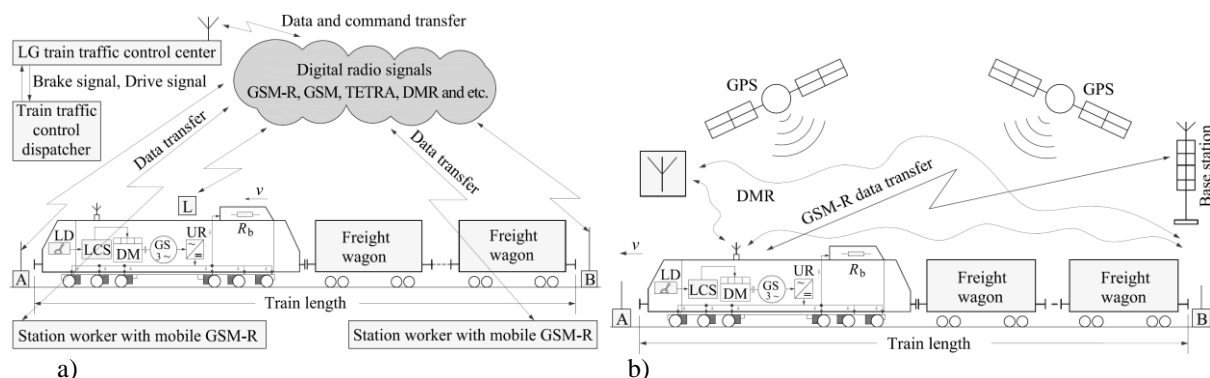 Data and command transfer
LG train traffic control center
Brake signal, Drive signal
Train traffic
control
dispatcher
Digital radio signals
GSM-R, GSM, TETRA, DMR and etc.
Data transfer
Data transfer
Data transfer
L
v
LD
LCS
DM
GS
3 ~
UR
~
=
Rb
Freight
wagon
Freight
wagon
A
B
Train length
Station worker with mobile GSM-R
Station worker with mobile GSM-R
a)
GPS
GPS
Base station
DMR
GSM-R data transfer
v
LD
LCS
DM
GS
3 ~
UR
~
=
Rb
Freight
wagon
Freight
wagon
A
B
Train length
b)